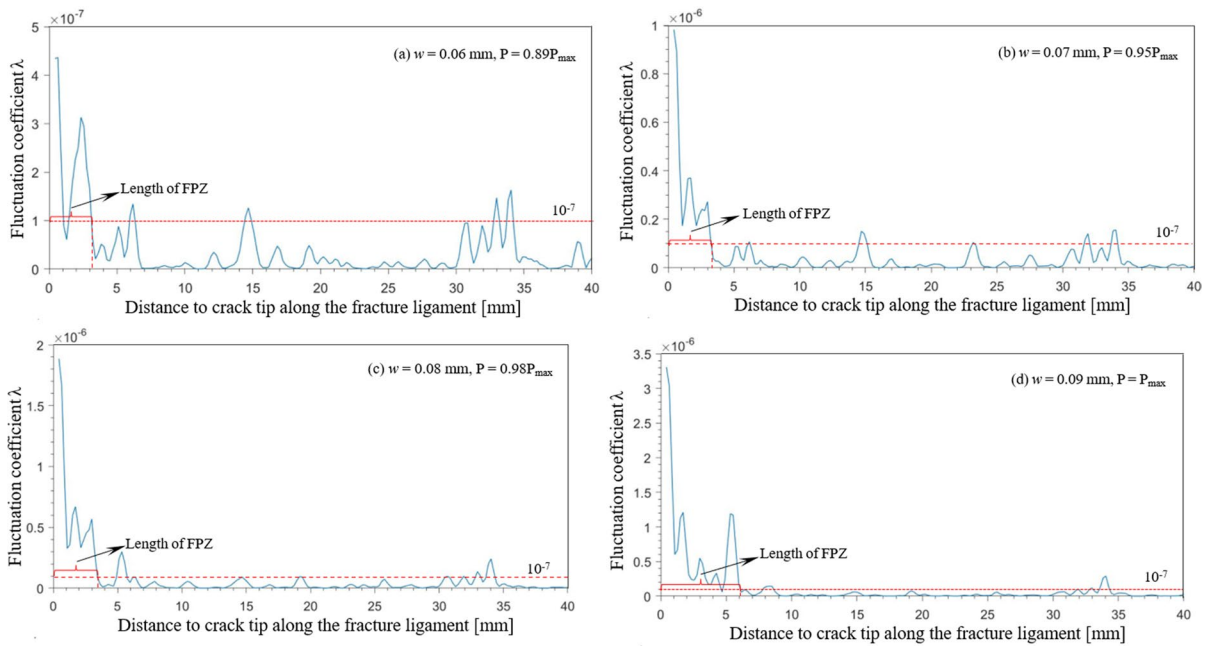 ×10⁻⁷
5
4
3
2
1
0
Fluctuation coefficient λ
(a) w = 0.06 mm, P = 0.89Pₘₐₓ
Length of FPZ
10⁻⁷
0 5 10 15 20 25 30 35 40
Distance to crack tip along the fracture ligament [mm]
×10⁻⁶
1
0.8
0.6
0.4
0.2
0
Fluctuation coefficient λ
(b) w = 0.07 mm, P = 0.95Pₘₐₓ
Length of FPZ
10⁻⁷
0 5 10 15 20 25 30 35 40
Distance to crack tip along the fracture ligament [mm]
×10⁻⁶
2
1.5
1
0.5
0
Fluctuation coefficient λ
(c) w = 0.08 mm, P = 0.98Pₘₐₓ
Length of FPZ
10⁻⁷
0 5 10 15 20 25 30 35 40
Distance to crack tip along the fracture ligament [mm]
×10⁻⁶
3.5
3
2.5
2
1.5
1
0.5
0
Fluctuation coefficient λ
(d) w = 0.09 mm, P = Pₘₐₓ
Length of FPZ
10⁻⁷
0 5 10 15 20 25 30 35 40
Distance to crack tip along the fracture ligament [mm]